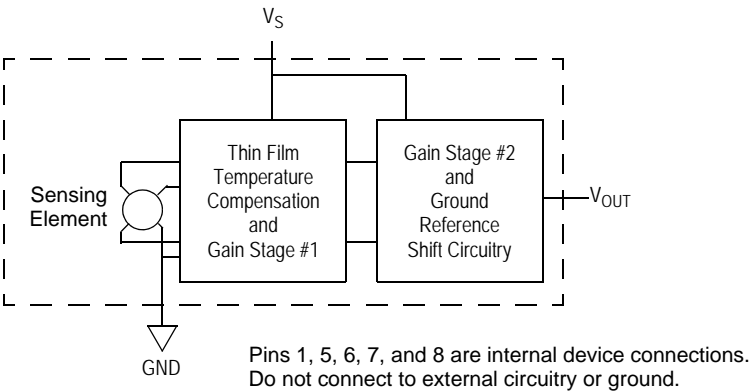 V_S
Thin Film
Temperature
Compensation
and
Gain Stage #1
Gain Stage #2
and
Ground
Reference
Shift Circuitry
Sensing
Element
V_OUT
GND
Pins 1, 5, 6, 7, and 8 are internal device connections.
Do not connect to external circuitry or ground.